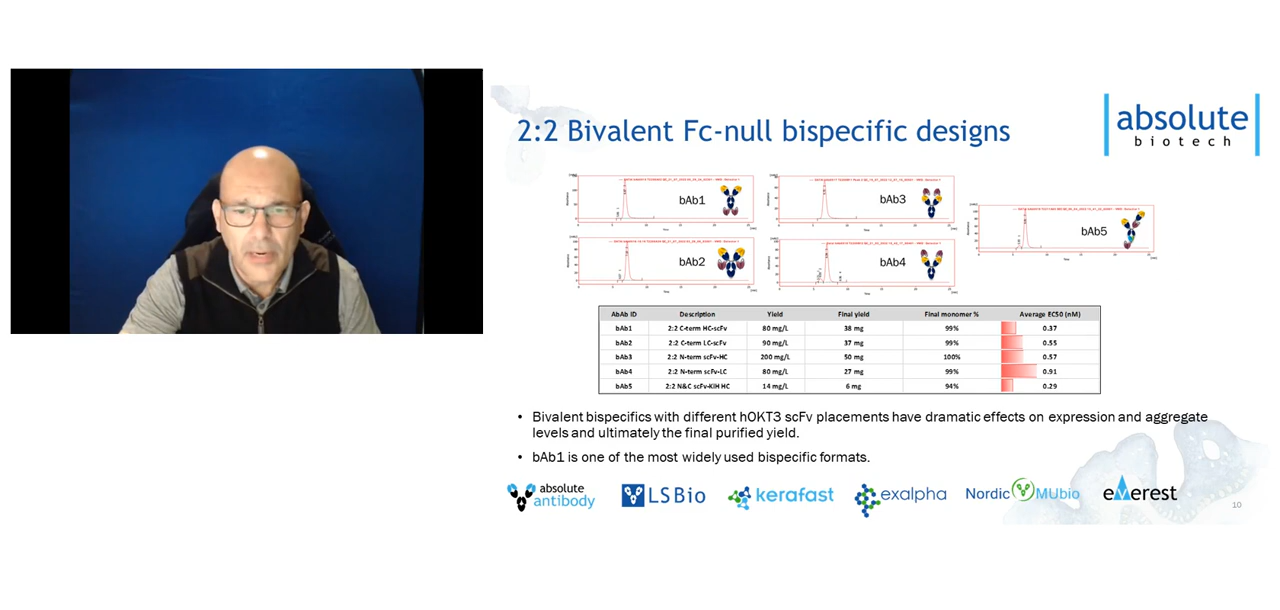 2:2 Bivalent Fc-null bispecific designs
absolute
biotech
bAb1
bAb3
bAb5
bAb2
bAb4
AbAb ID Description Yield Final yield Final monomer % Average EC50 (nM)
bAb1 2:2 C-term HC-scFv 80 mg/L 38 mg 99% 0.37
bAb2 2:2 C-term LC-scFv 90 mg/L 37 mg 99% 0.55
bAb3 2:2 N-term scFv-HC 200 mg/L 50 mg 100% 0.57
bAb4 2:2 N-term scFv-LC 80 mg/L 27 mg 99% 0.91
bAb5 2:2 N&C scFv-KiH HC 14 mg/L 6 mg 94% 0.29
• Bivalent bispecifics with different hOKT3 scFv placements have dramatic effects on expression and aggregate
levels and ultimately the final purified yield.
• bAb1 is one of the most widely used bispecific formats.
absolute
antibody
LSBio
kerafast
exalpha
Nordic MUbio
everest
10